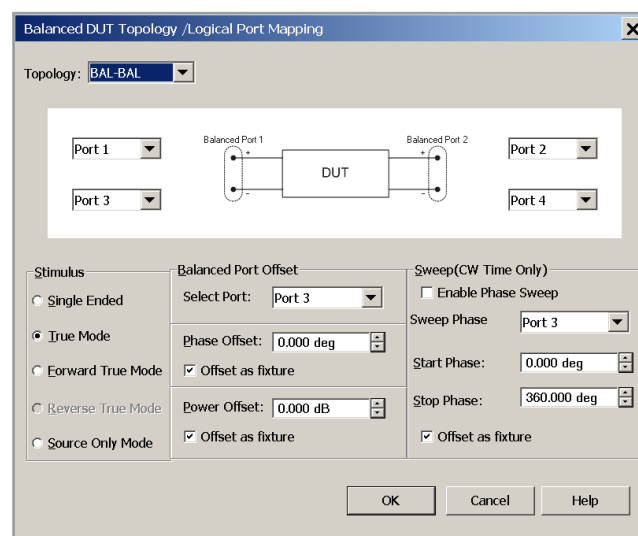 Balanced DUT Topology /Logical Port Mapping
Topology: BAL-BAL
Port 1
Port 3
Balanced Port 1
+
-
DUT
Balanced Port 2
+
-
Port 2
Port 4
Stimulus
Single Ended
True Mode
Forward True Mode
Reverse True Mode
Source Only Mode
Balanced Port Offset
Select Port: Port 3
Phase Offset: 0.000 deg
Offset as fixture
Power Offset: 0.000 dB
Offset as fixture
Sweep(CW Time Only)
Enable Phase Sweep
Sweep Phase Port 3
Start Phase: 0.000 deg
Stop Phase: 360.000 deg
Offset as fixture
OK Cancel Help